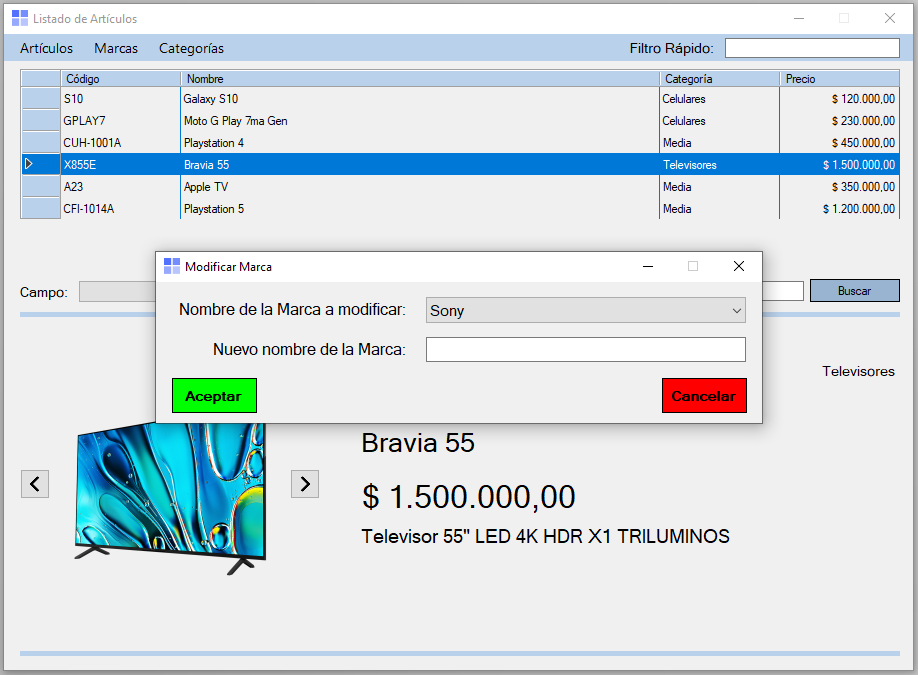 Listado de Artículos
Artículos Marcas Categorías Filtro Rápido:
Código Nombre Categoría Precio
S10 Galaxy S10 Celulares $ 120.000,00
GPLAY7 Moto G Play 7ma Gen Celulares $ 230.000,00
CUH-1001A Playstation 4 Media $ 450.000,00
X855E Bravia 55 Televisores $ 1.500.000,00
A23 Apple TV Media $ 350.000,00
CFI-1014A Playstation 5 Media $ 1.200.000,00
Modificar Marca
Campo: Buscar
Nombre de la Marca a modificar: Sony
Nuevo nombre de la Marca:
Aceptar Cancelar
Televisores
Bravia 55
$ 1.500.000,00
Televisor 55" LED 4K HDR X1 TRILUMINOS